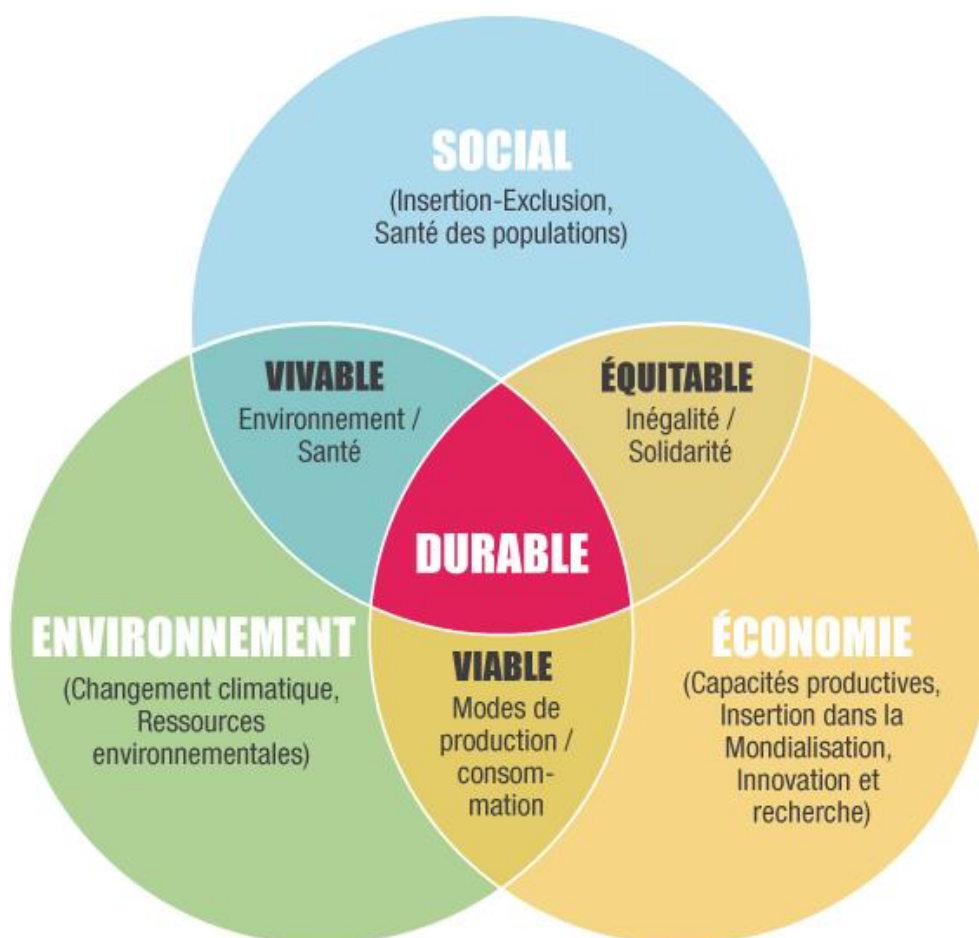 SOCIAL
(Insertion-Exclusion,
Santé des populations)
VIVABLE
Environnement /
Santé
ÉQUITABLE
Inégalité /
Solidarité
DURABLE
ENVIRONNEMENT
(Changement climatique,
Ressources
environnementales)
VIABLE
Modes de
production /
consom-
mation
ÉCONOMIE
(Capacités productives,
Insertion dans la
Mondialisation,
Innovation et
recherche)